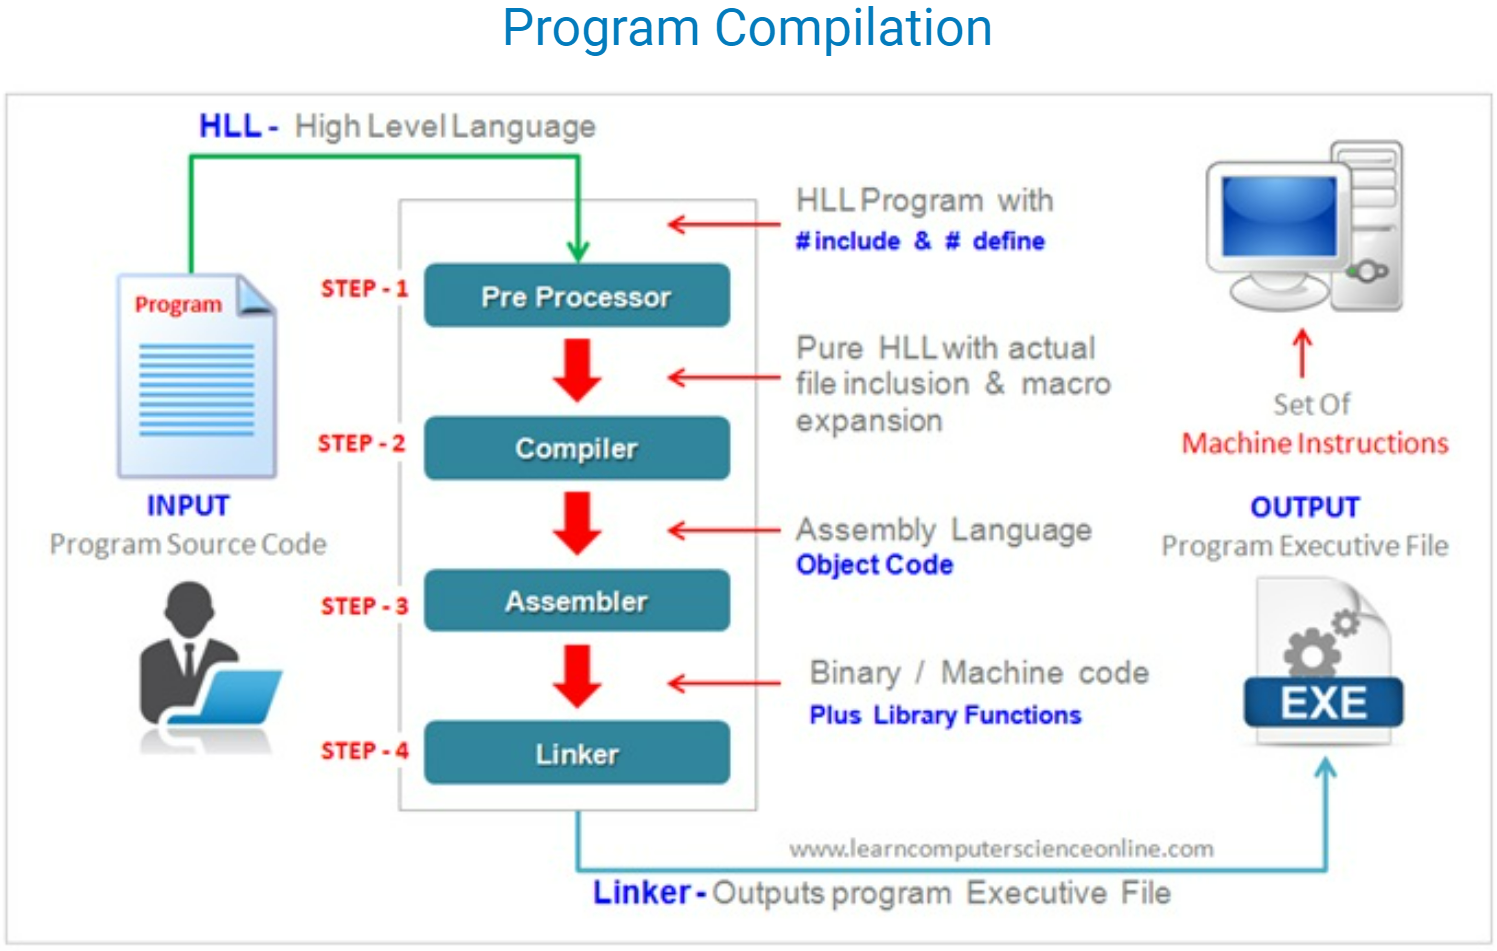 Program Compilation
HLL - High Level Language
HLL Program with
# include & # define
STEP - 1
Pre Processor
Program
Pure HLL with actual
file inclusion & macro
expansion
STEP - 2
Compiler
INPUT
Program Source Code
Assembly Language
Object Code
STEP - 3
Assembler
Binary / Machine code
Plus Library Functions
STEP - 4
Linker
Set Of
Machine Instructions
OUTPUT
Program Executive File
EXE
www.learncomputerscienceonline.com
Linker - Outputs program Executive File